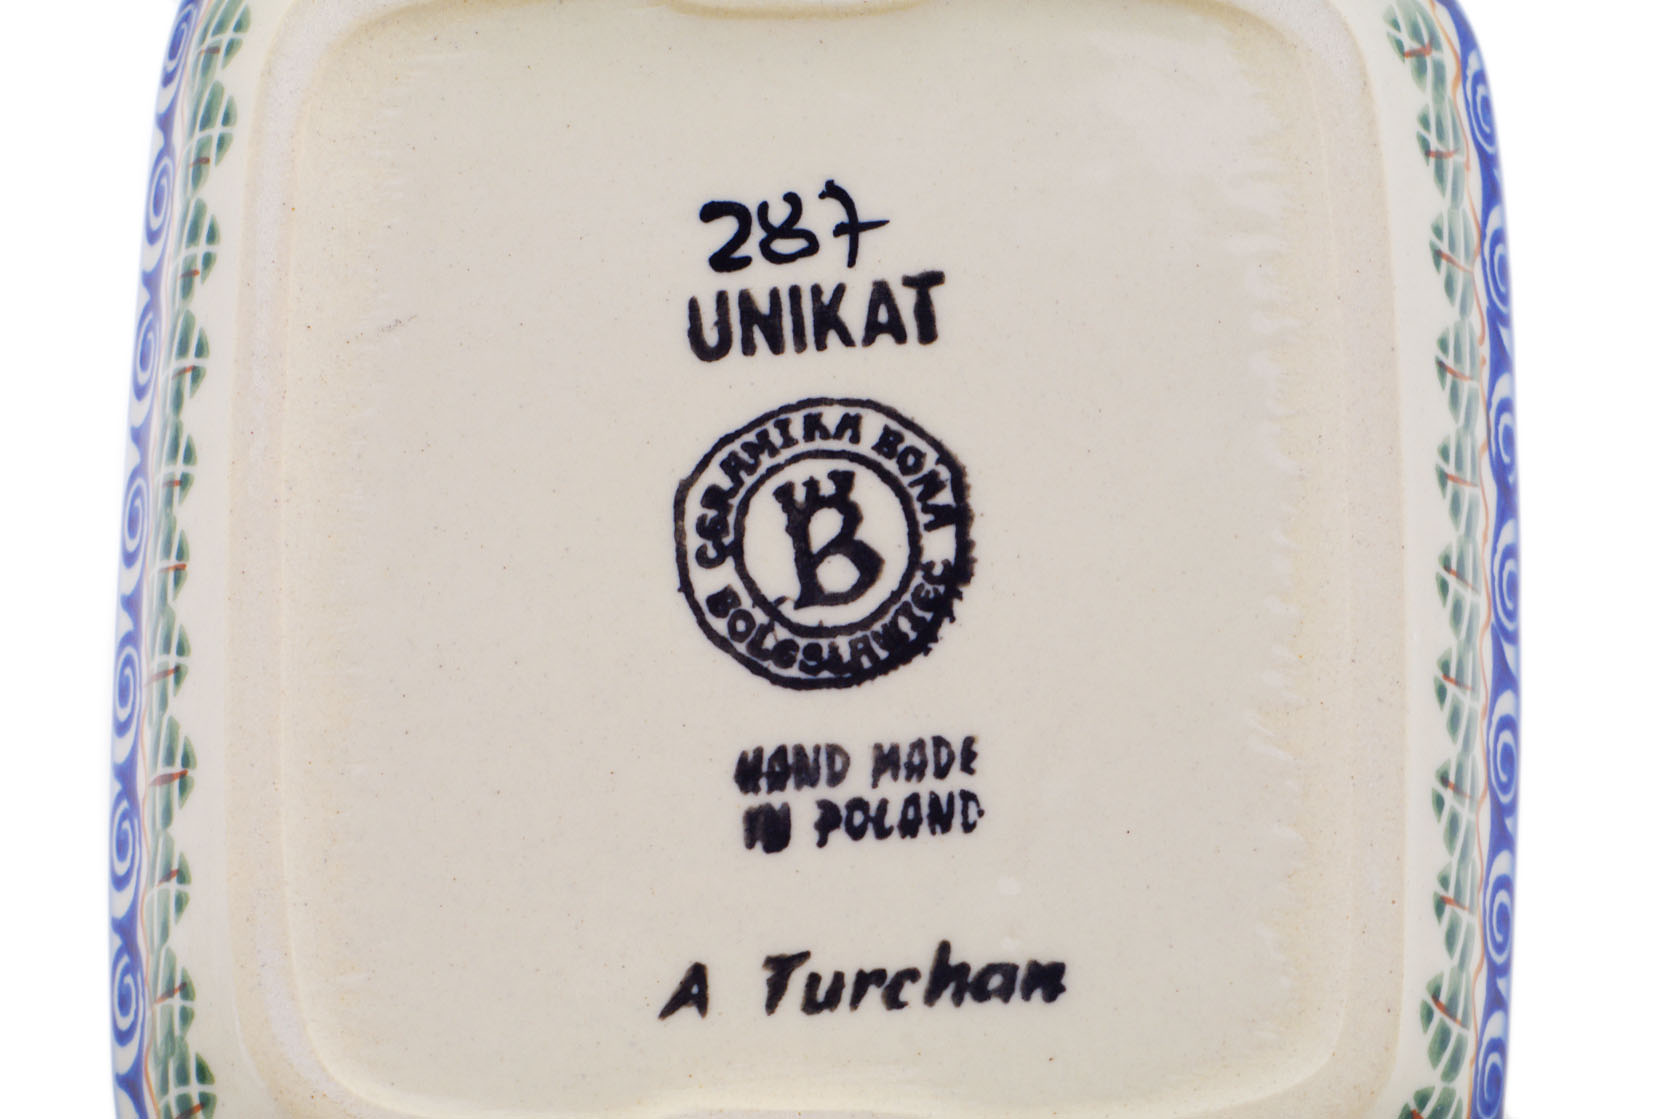 287
UNIKAT
CERAMIKA BONA
B
BOLESŁAWIEC
HAND MADE
IN POLAND
A Turchan